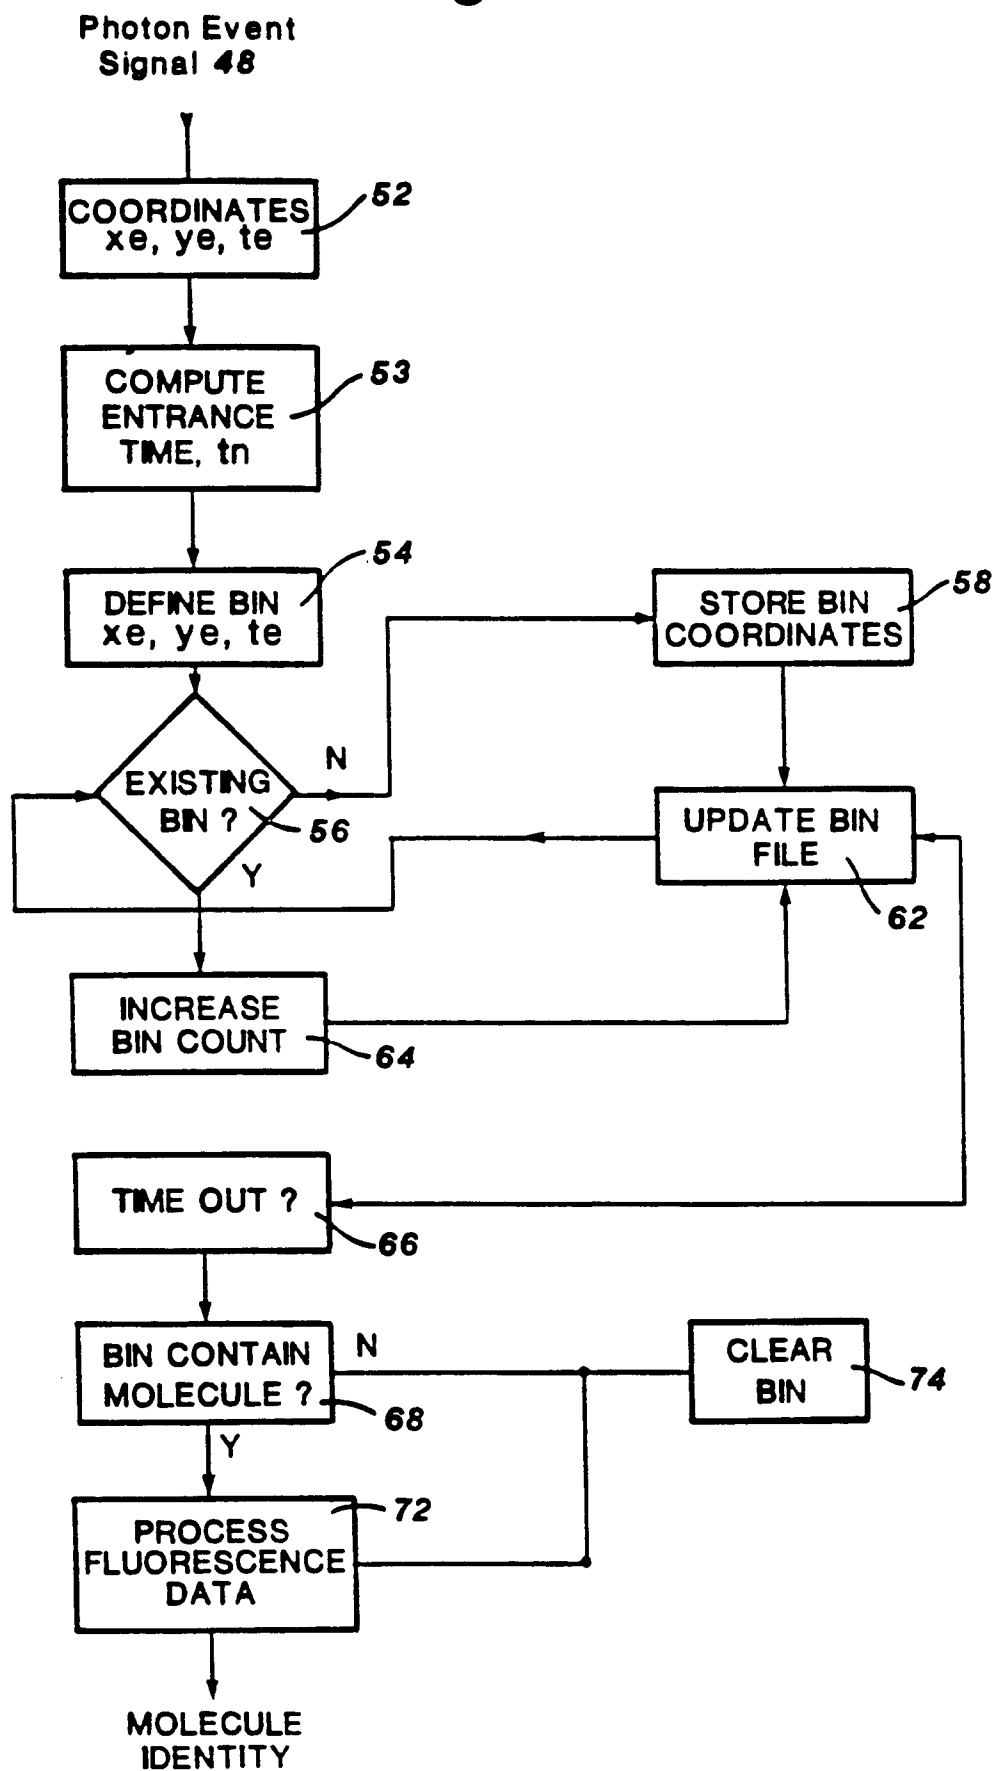 Photon Event
Signal 48
COORDINATES
xe, ye, te
52
COMPUTE
ENTRANCE
TIME, tn
53
DEFINE BIN
xe, ye, te
54
EXISTING
BIN ?
56
N
Y
STORE BIN
COORDINATES
58
UPDATE BIN
FILE
62
INCREASE
BIN COUNT
64
TIME OUT ?
66
BIN CONTAIN
MOLECULE ?
68
N
Y
CLEAR
BIN
74
PROCESS
FLUORESCENCE
DATA
72
MOLECULE
IDENTITY